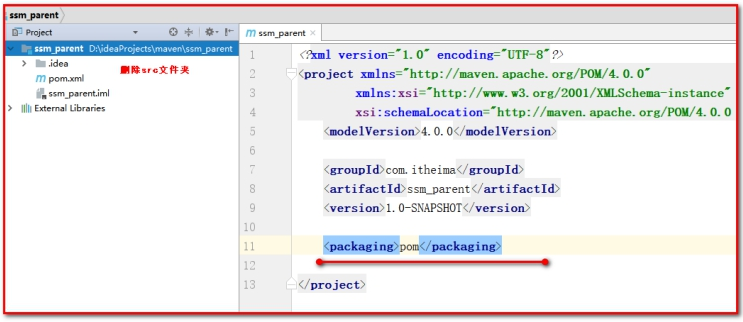 ssm_parent
Project
ssm_parent D:\ideaProjects\maven\ssm_parent
.idea
pom.xml
ssm_parent.iml
External Libraries
删除src文件夹
ssm_parent
1 <?xml version="1.0" encoding="UTF-8"?>
2 <project xmlns="http://maven.apache.org/POM/4.0.0"
3 xmlns:xsi="http://www.w3.org/2001/XMLSchema-instance"
4 xsi:schemaLocation="http://maven.apache.org/POM/4.0.0
5 <modelVersion>4.0.0</modelVersion>
6
7 <groupId>com.itheima</groupId>
8 <artifactId>ssm_parent</artifactId>
9 <version>1.0-SNAPSHOT</version>
10
11 <packaging>pom</packaging>
12
13 </project>